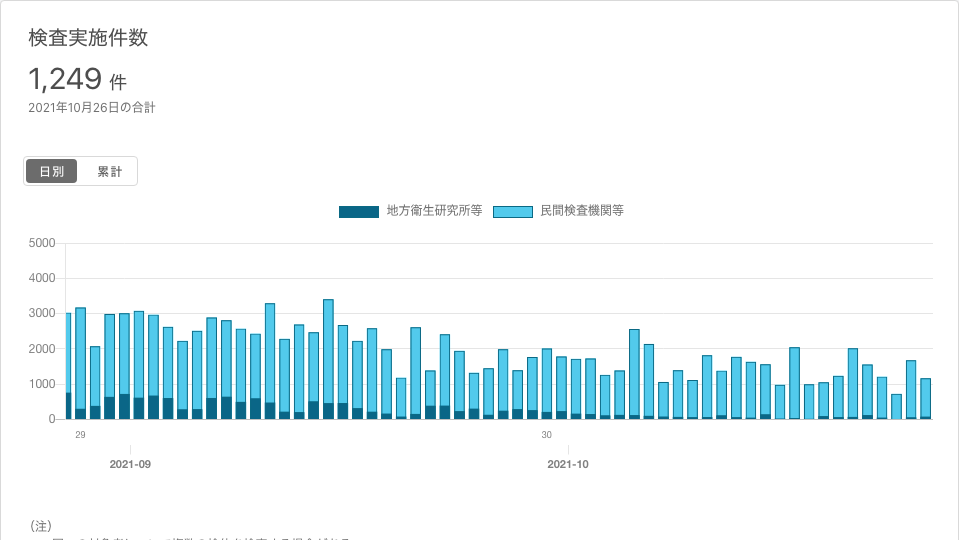 検査実施件数
1,249 件
2021年10月26日の合計
日別 累計
地方衛生研究所等 民間検査機関等
5000
4000
3000
2000
1000
0
29 30
2021-09 2021-10
（注）